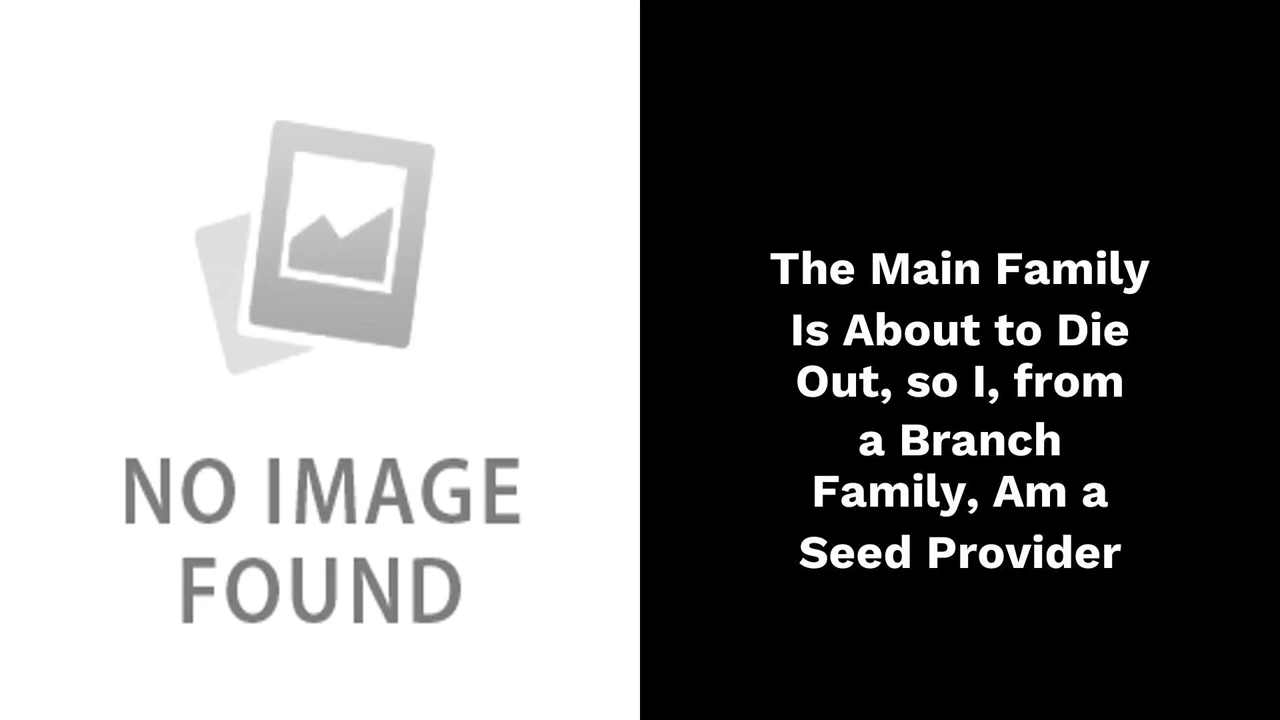 NO IMAGE
FOUND
The Main Family
Is About to Die
Out, so I, from
a Branch
Family, Am a
Seed Provider